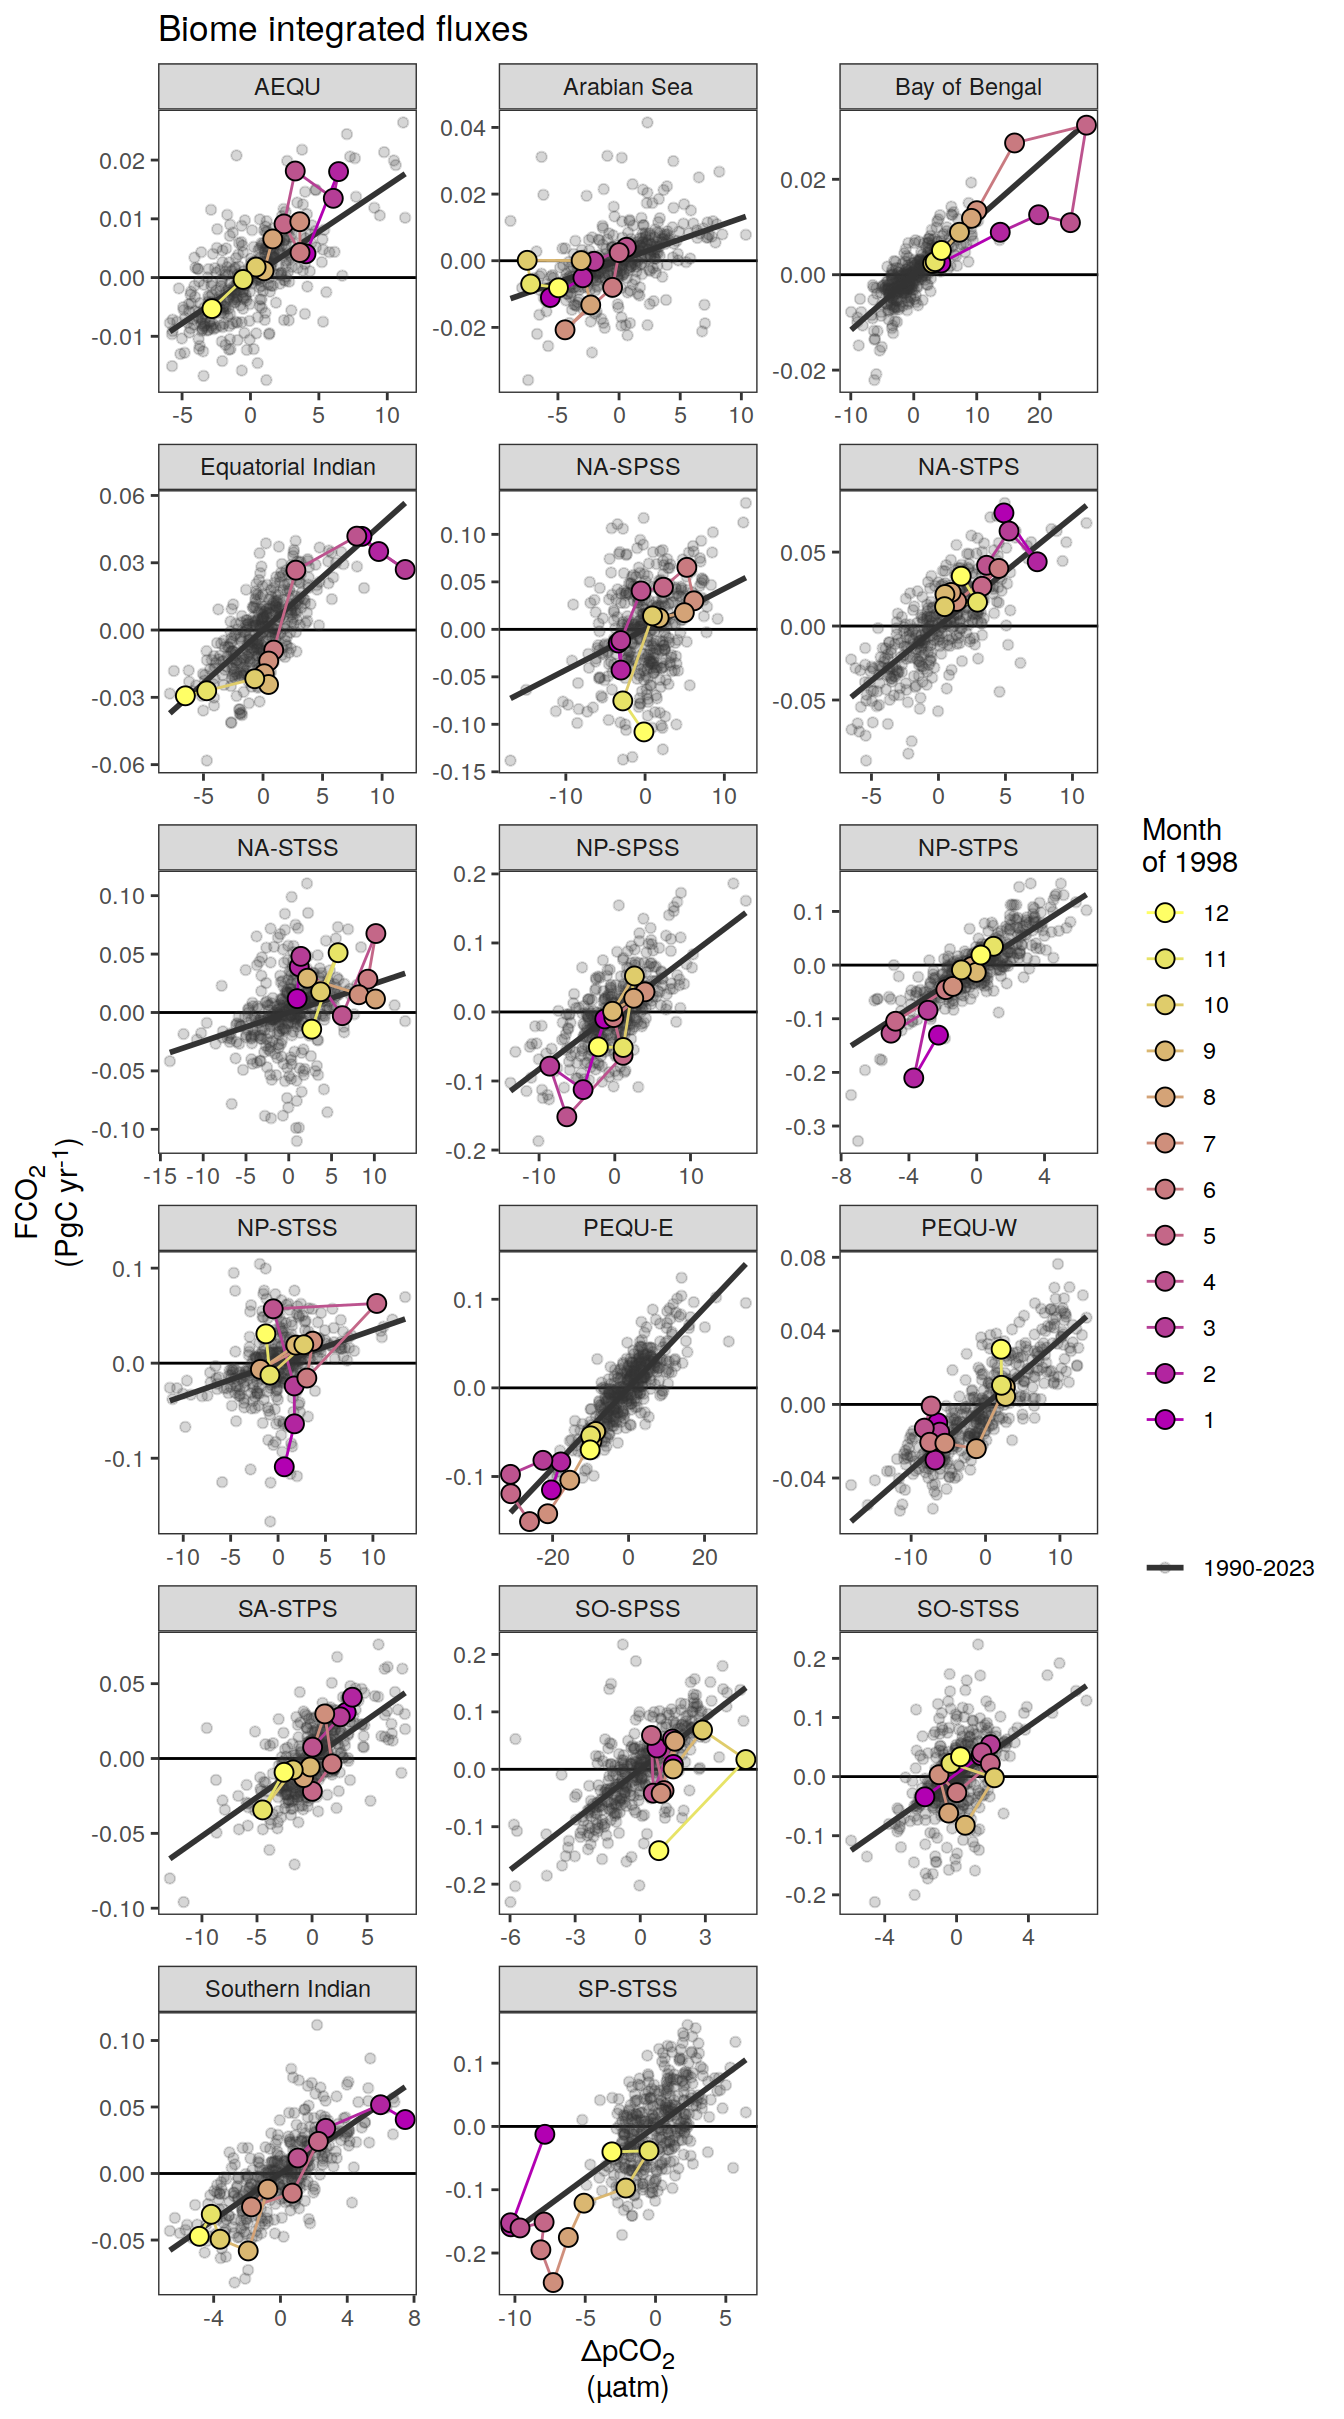 Biome integrated fluxes
AEQU
Arabian Sea
Bay of Bengal
0.02
0.01
0.00
-0.01
-5 0 5 10
0.04
0.02
0.00
-0.02
-5 0 5 10
0.02
0.00
-0.02
-10 0 10 20
Equatorial Indian
NA-SPSS
NA-STPS
0.06
0.03
0.00
-0.03
-0.06
-5 0 5 10
0.10
0.05
0.00
-0.05
-0.10
-0.15
-10 0 10
0.05
0.00
-0.05
-5 0 5 10
NA-STSS
NP-SPSS
NP-STPS
0.10
0.05
0.00
-0.05
-0.10
-15 -10 -5 0 5 10
0.2
0.1
0.0
-0.1
-0.2
-10 0 10
0.1
0.0
-0.1
-0.2
-0.3
-8 -4 0 4
NP-STSS
PEQU-E
PEQU-W
0.1
0.0
-0.1
-10 -5 0 5 10
0.1
0.0
-0.1
-20 0 20
0.08
0.04
0.00
-0.04
-10 0 10
SA-STPS
SO-SPSS
SO-STSS
0.05
0.00
-0.05
-0.10
-10 -5 0 5
0.2
0.1
0.0
-0.1
-0.2
-6 -3 0 3
0.2
0.1
0.0
-0.1
-0.2
-4 0 4
Southern Indian
SP-STSS
0.10
0.05
0.00
-0.05
-4 0 4 8
0.1
0.0
-0.1
-0.2
-10 -5 0 5
FCO2
(PgC yr-1)
ΔpCO2
(µatm)
Month
of 1998
12
11
10
9
8
7
6
5
4
3
2
1
1990-2023